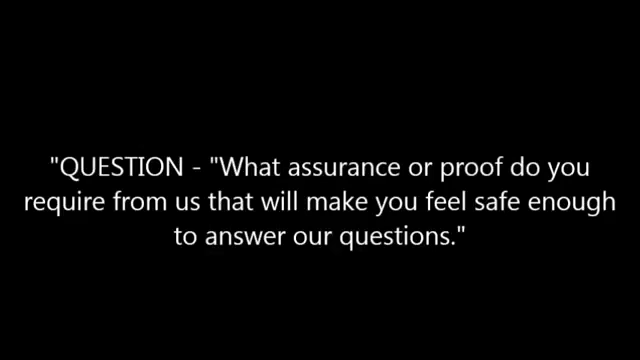 "QUESTION - "What assurance or proof do you
require from us that will make you feel safe enough
to answer our questions."